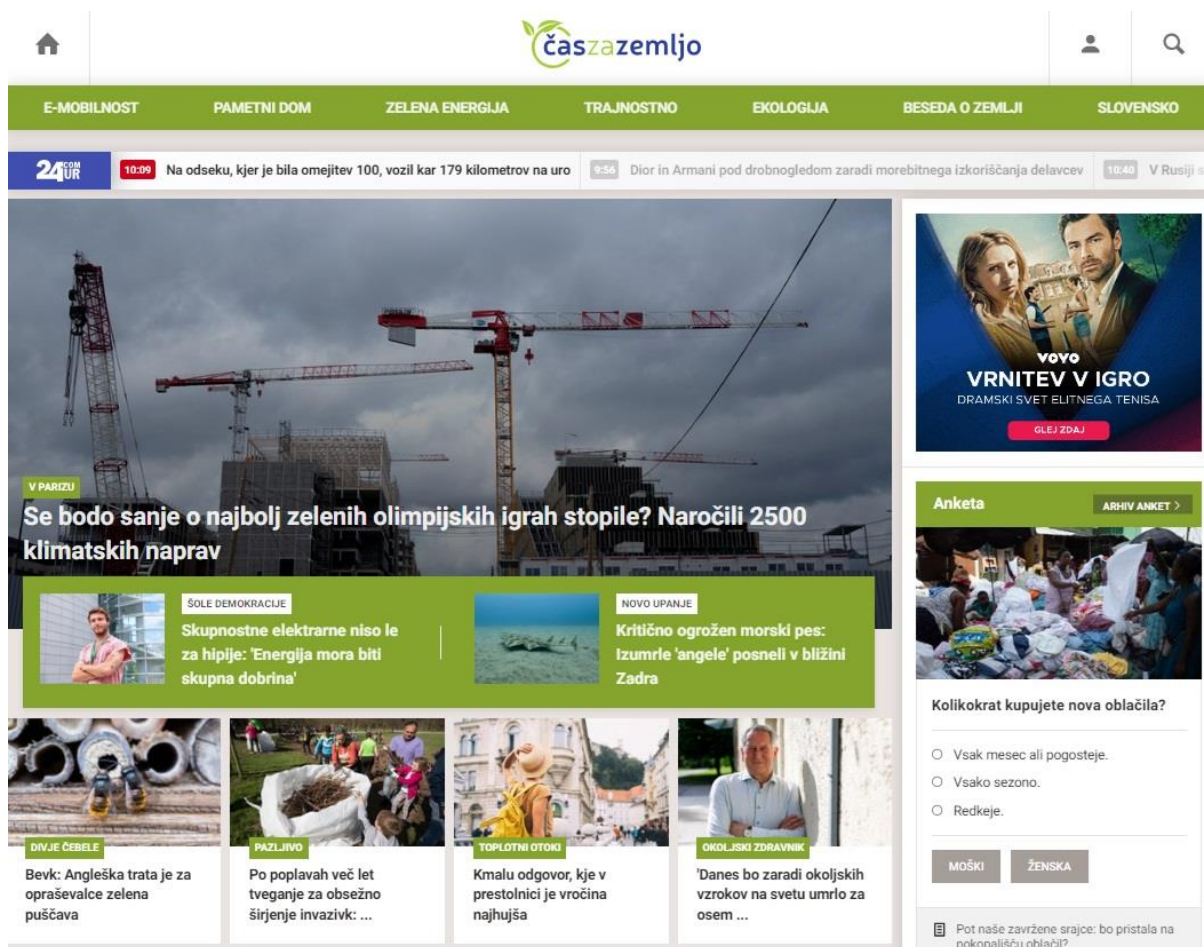 časzazemljo
E-MOBILNOST PAMETNI DOM ZELENA ENERGIJA TRAJNOSTNO EKOLOGIJA BESEDA O ZEMLJI SLOVENSKO
24UR COM 10:09 Na odseku, kjer je bila omejitev 100, vozil kar 179 kilometrov na uro 9:56 Dior in Armani pod drobnogledom zaradi morebitnega izkoriščanja delavcev 10:40 V Rusiji s
V PARIZU
Se bodo sanje o najbolj zelenih olimpijskih igrah stopile? Naročili 2500
klimatskih naprav
ŠOLE DEMOKRACIJE
Skupnostne elektrarne niso le
za hipije: 'Energija mora biti
skupna dobrina'
NOVO UPANJE
Kritično ogrožen morski pes:
Izumrle 'angele' posneli v bližini
Zadra
DIVJE ČEBELE
Bevk: Angleška trata je za
opraševalce zelena
puščava
PAZLJIVO
Po poplavah več let
tveganje za obsežno
širjenje invazivk: ...
TOPLOTNI OTOKI
Kmalu odgovor, kje v
prestolnici je vročina
najhujša
OKOLJSKI ZDRAVNIK
'Danes bo zaradi okoljskih
vzrokov na svetu umrlo za
osem ...
VOYO
VRNITEV V IGRO
DRAMSKI SVET ELITNEGA TENISA
GLEJ ZDAJ
Anketa
ARHIV ANKET >
Kolikokrat kupujete nova oblačila?
Vsak mesec ali pogosteje.
Vsako sezono.
Redkeje.
MOŠKI ŽENSKA
Pot naše zavržene srajce: bo pristala na
pokopališču oblačil?